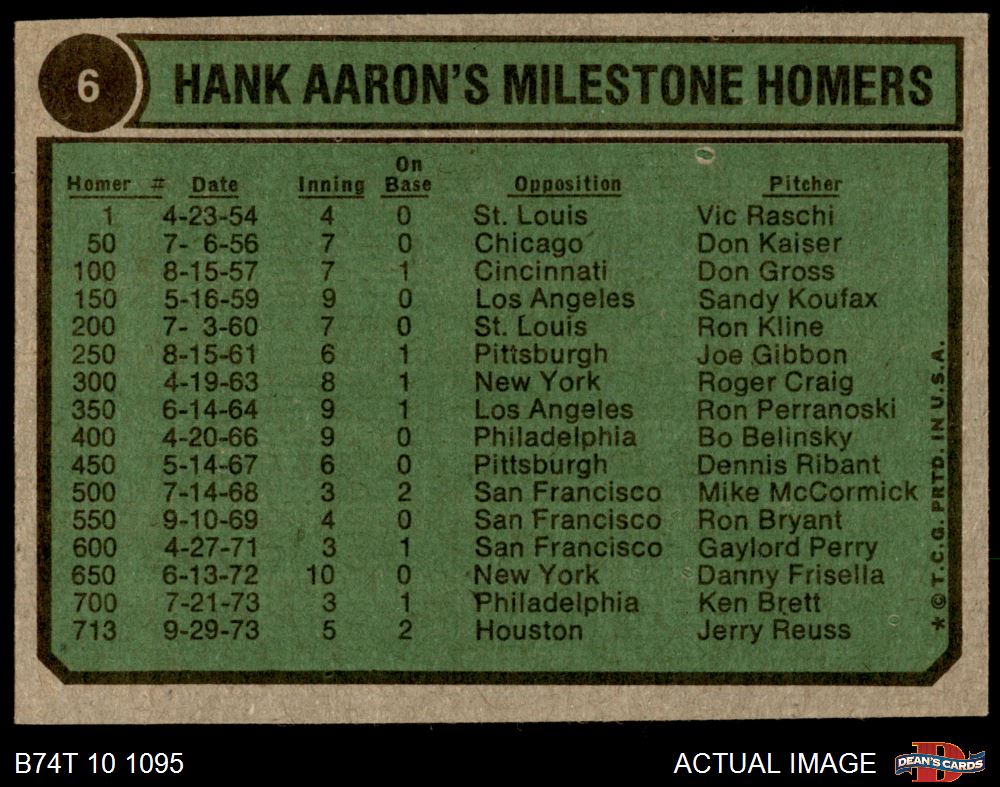 6 HANK AARON'S MILESTONE HOMERS
Homer # Date Inning On Base Opposition Pitcher
1 4-23-54 4 0 St. Louis Vic Raschi
50 7- 6-56 7 0 Chicago Don Kaiser
100 8-15-57 7 1 Cincinnati Don Gross
150 5-16-59 9 0 Los Angeles Sandy Koufax
200 7- 3-60 7 0 St. Louis Ron Kline
250 8-15-61 6 1 Pittsburgh Joe Gibbon
300 4-19-63 8 1 New York Roger Craig
350 6-14-64 9 1 Los Angeles Ron Perranoski
400 4-20-66 9 0 Philadelphia Bo Belinsky
450 5-14-67 6 0 Pittsburgh Dennis Ribant
500 7-14-68 3 2 San Francisco Mike McCormick
550 9-10-69 4 0 San Francisco Ron Bryant
600 4-27-71 3 1 San Francisco Gaylord Perry
650 6-13-72 10 0 New York Danny Frisella
700 7-21-73 3 1 Philadelphia Ken Brett
713 9-29-73 5 2 Houston Jerry Reuss
* © T.C.G. PRTD. IN U.S.A.
B74T 10 1095 ACTUAL IMAGE DEAN'S CARDS